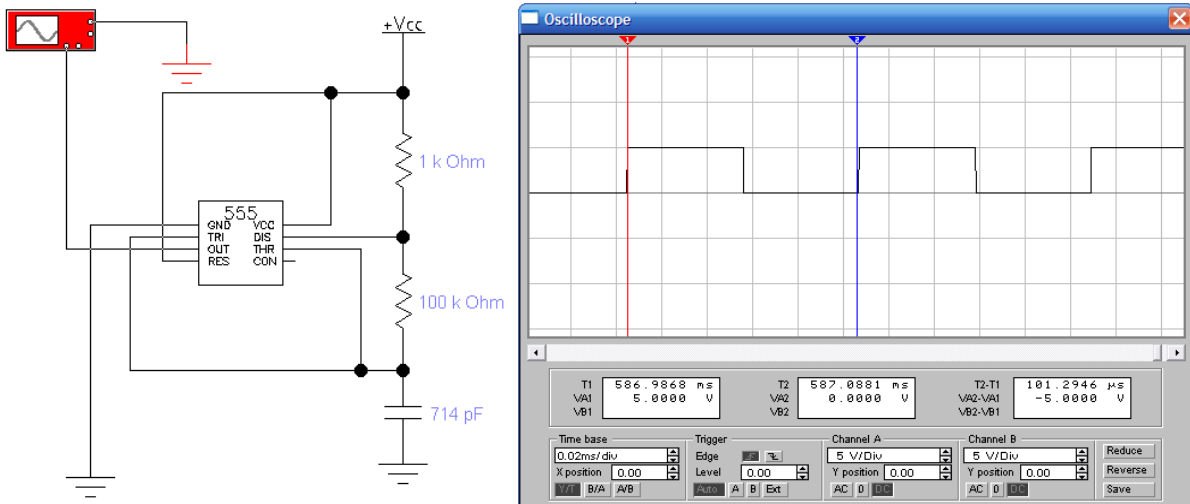 +Vcc
1 k Ohm
555
GND VCC
TRI DIS
OUT THR
RES CON
100 k Ohm
714 pF
Oscilloscope
1 2
T1 586.9868 ms T2 587.0881 ms T2-T1 101.2946 µs
VA1 5.0000 V VA2 0.0000 V VA2-VA1 -5.0000 V
VB1 VB2 VB2-VB1
Time base Trigger Channel A Channel B
0.02ms/div Edge 5 V/Div 5 V/Div Reduce
X position 0.00 Level 0.00 Y position 0.00 Y position 0.00 Reverse
Y/T B/A A/B Auto A B Ext AC 0 DC AC 0 DC Save